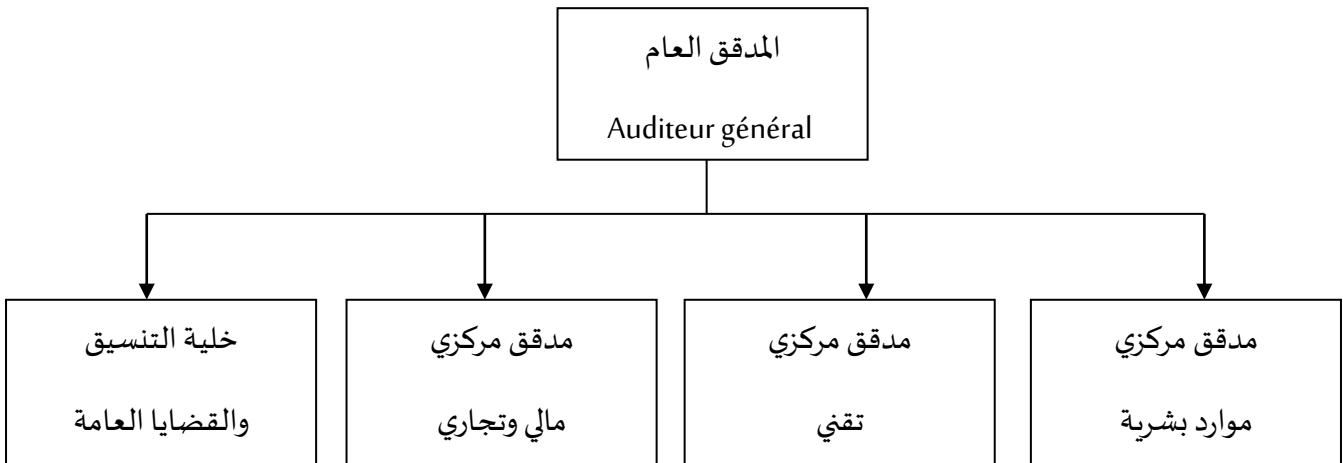 المدقق العام
Auditeur général
مدقق مركزي
موارد بشرية
مدقق مركزي
تقني
مدقق مركزي
مالي وتجاري
خلية التنسيق
والقضايا العامة